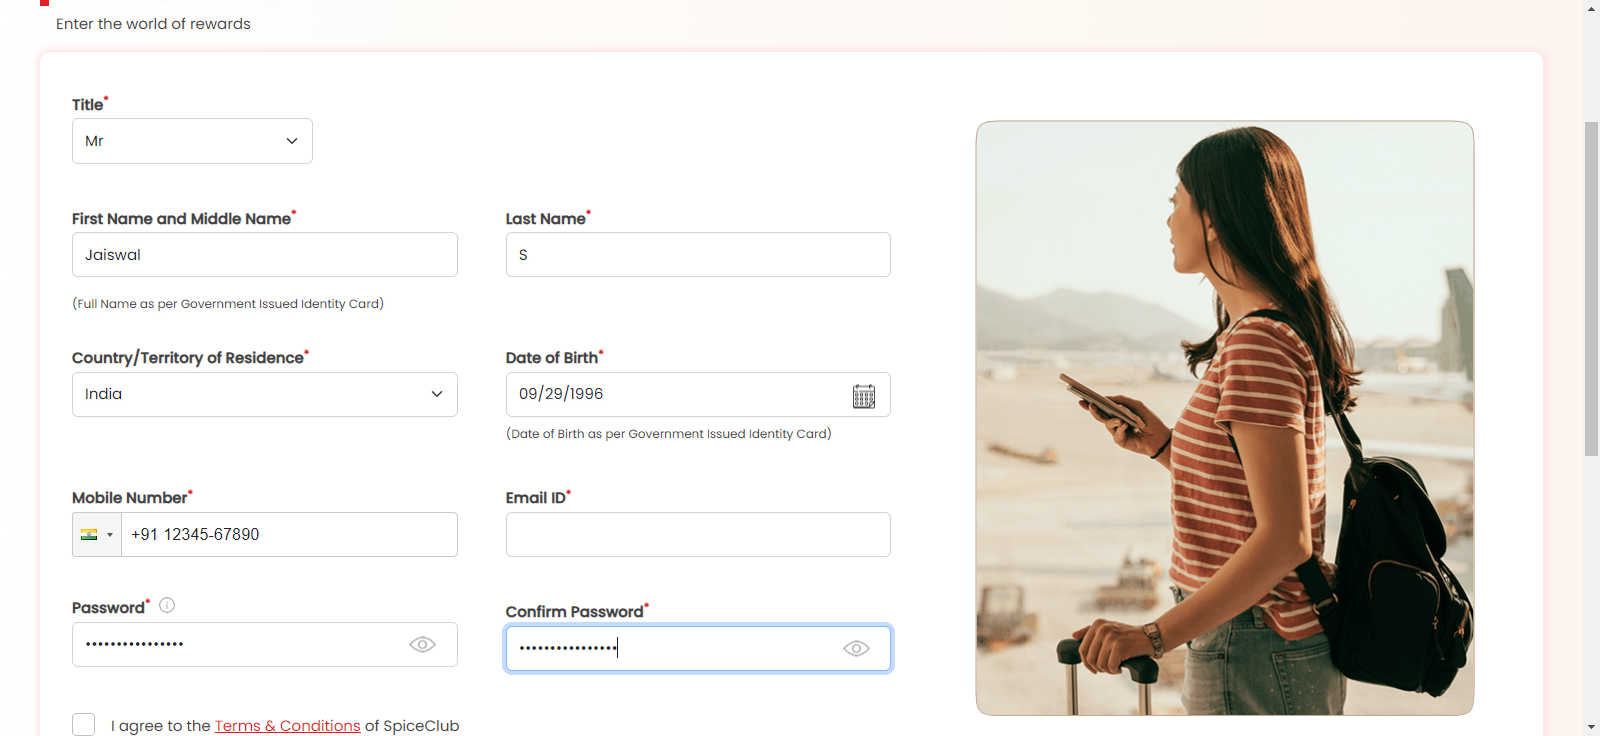 Enter the world of rewards
Title*
Mr
First Name and Middle Name*
Last Name*
Jaiswal
S
(Full Name as per Government Issued Identity Card)
Country/Territory of Residence*
Date of Birth*
India
09/29/1996
(Date of Birth as per Government Issued Identity Card)
Mobile Number*
Email ID*
+91 12345-67890
Password*
Confirm Password*
••••••••••••••••
••••••••••••••••
I agree to the Terms & Conditions of SpiceClub